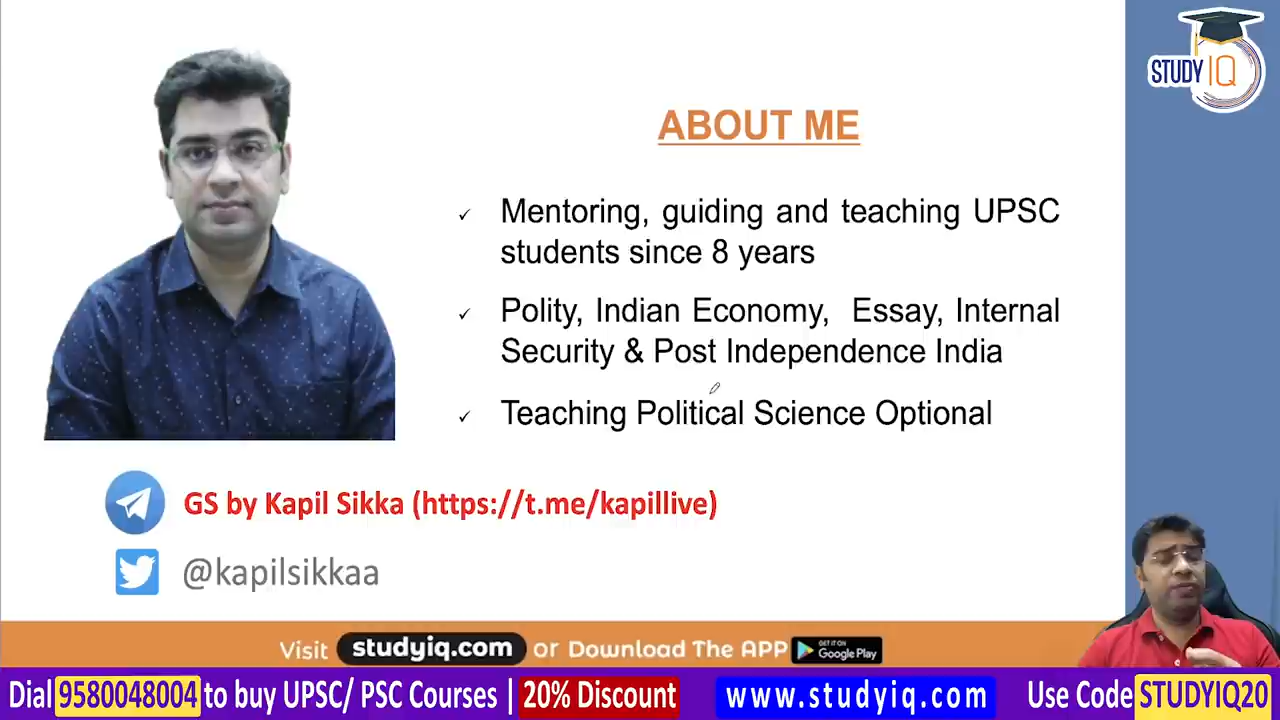 STUDY IQ
ABOUT ME
Mentoring, guiding and teaching UPSC
students since 8 years
Polity, Indian Economy, Essay, Internal
Security & Post Independence India
Teaching Political Science Optional
GS by Kapil Sikka (https://t.me/kapillive)
@kapilsikkaa
Visit studyiq.com or Download The APP GET IT ON Google Play
Dial 9580048004 to buy UPSC/ PSC Courses | 20% Discount www.studyiq.com Use Code STUDYIQ20